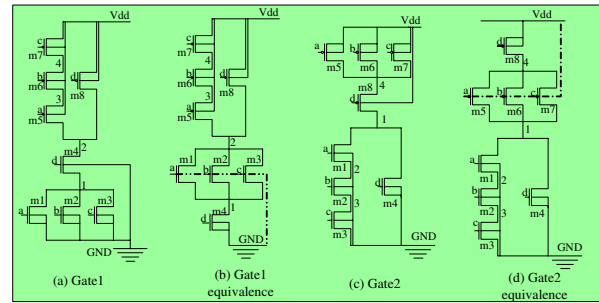 Vdd
c
m7
4
b
m6
d
m8
3
a
m5
2
m4
d
1
m1
m2
m3
a
b
c
GND
(a) Gate1
Vdd
c
m7
4
b
m6
d
m8
3
a
m5
2
m1
m2
m3
a
b
c
1
m4
d
GND
(b) Gate1
equivalence
Vdd
a
b
c
m5
m6
m7
m8
4
d
1
a
m1
2
b
m2
d
m4
3
c
m3
GND
(c) Gate2
Vdd
d
m8
4
a
b
c
m5
m6
m7
1
a
m1
2
b
m2
d
m4
3
c
m3
GND
(d) Gate2
equivalence